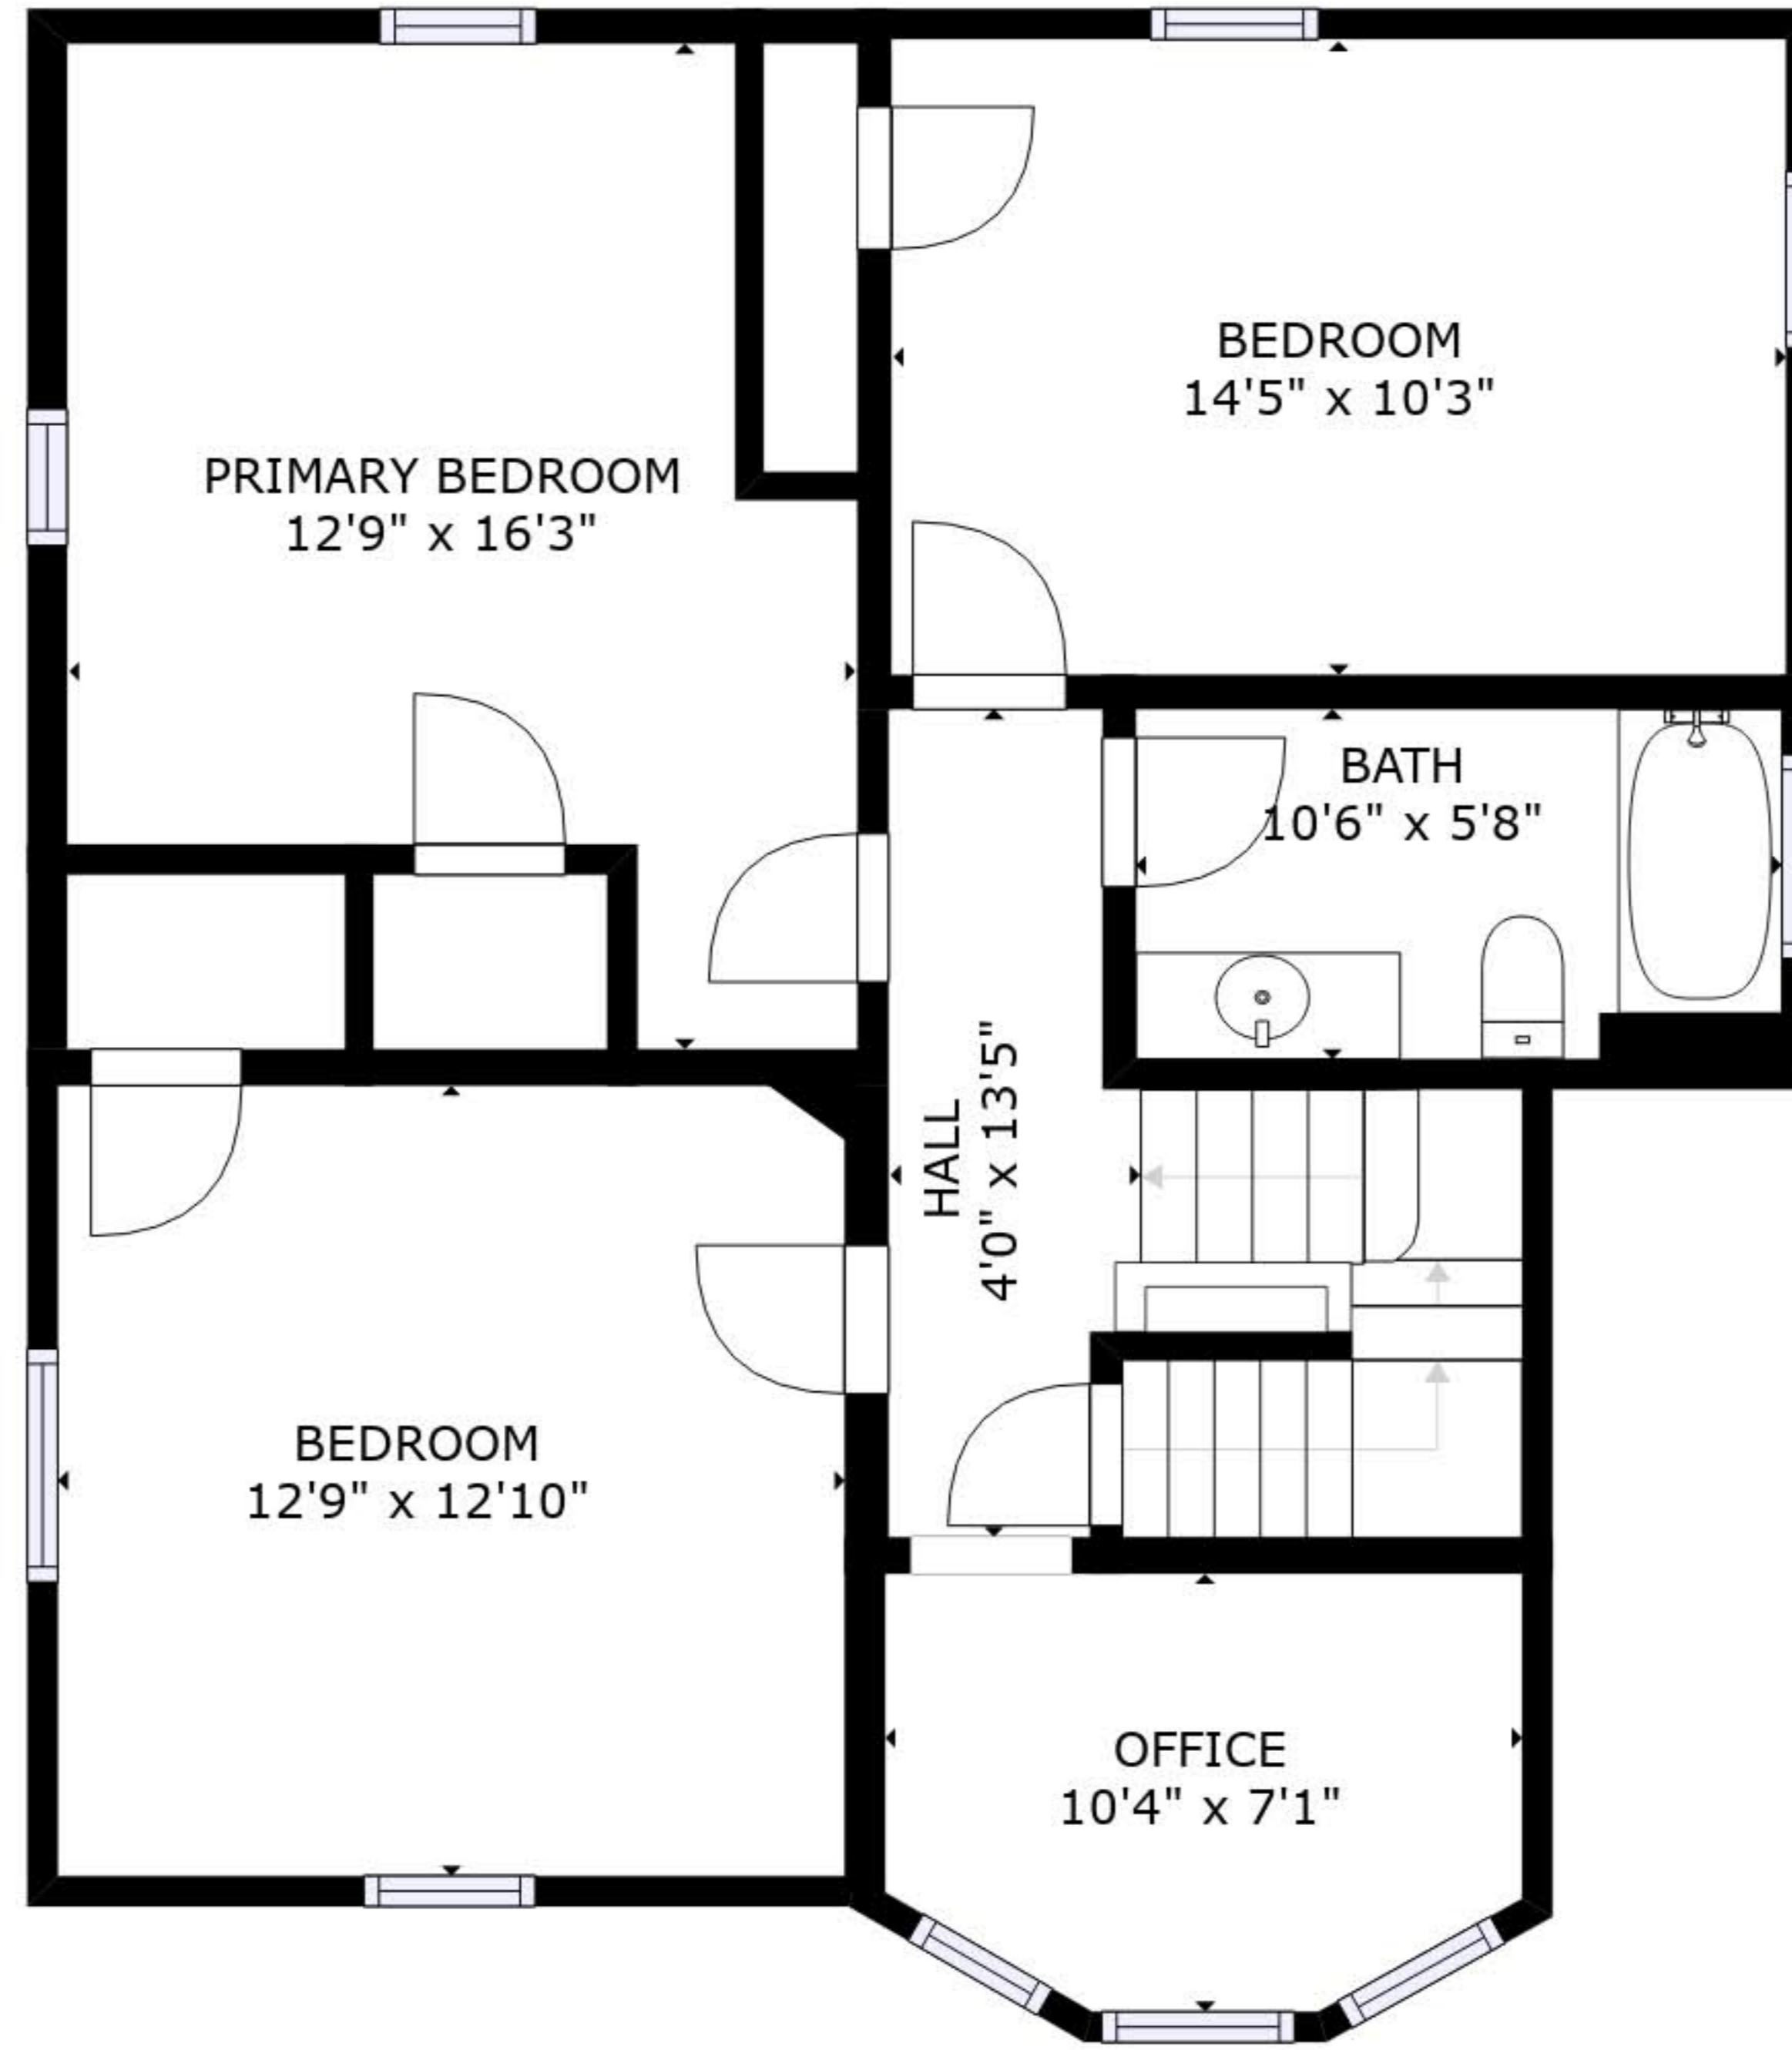 BEDROOM
14'5" x 10'3"
PRIMARY BEDROOM
12'9" x 16'3"
BATH
10'6" x 5'8"
HALL
4'0" x 13'5"
BEDROOM
12'9" x 12'10"
OFFICE
10'4" x 7'1"